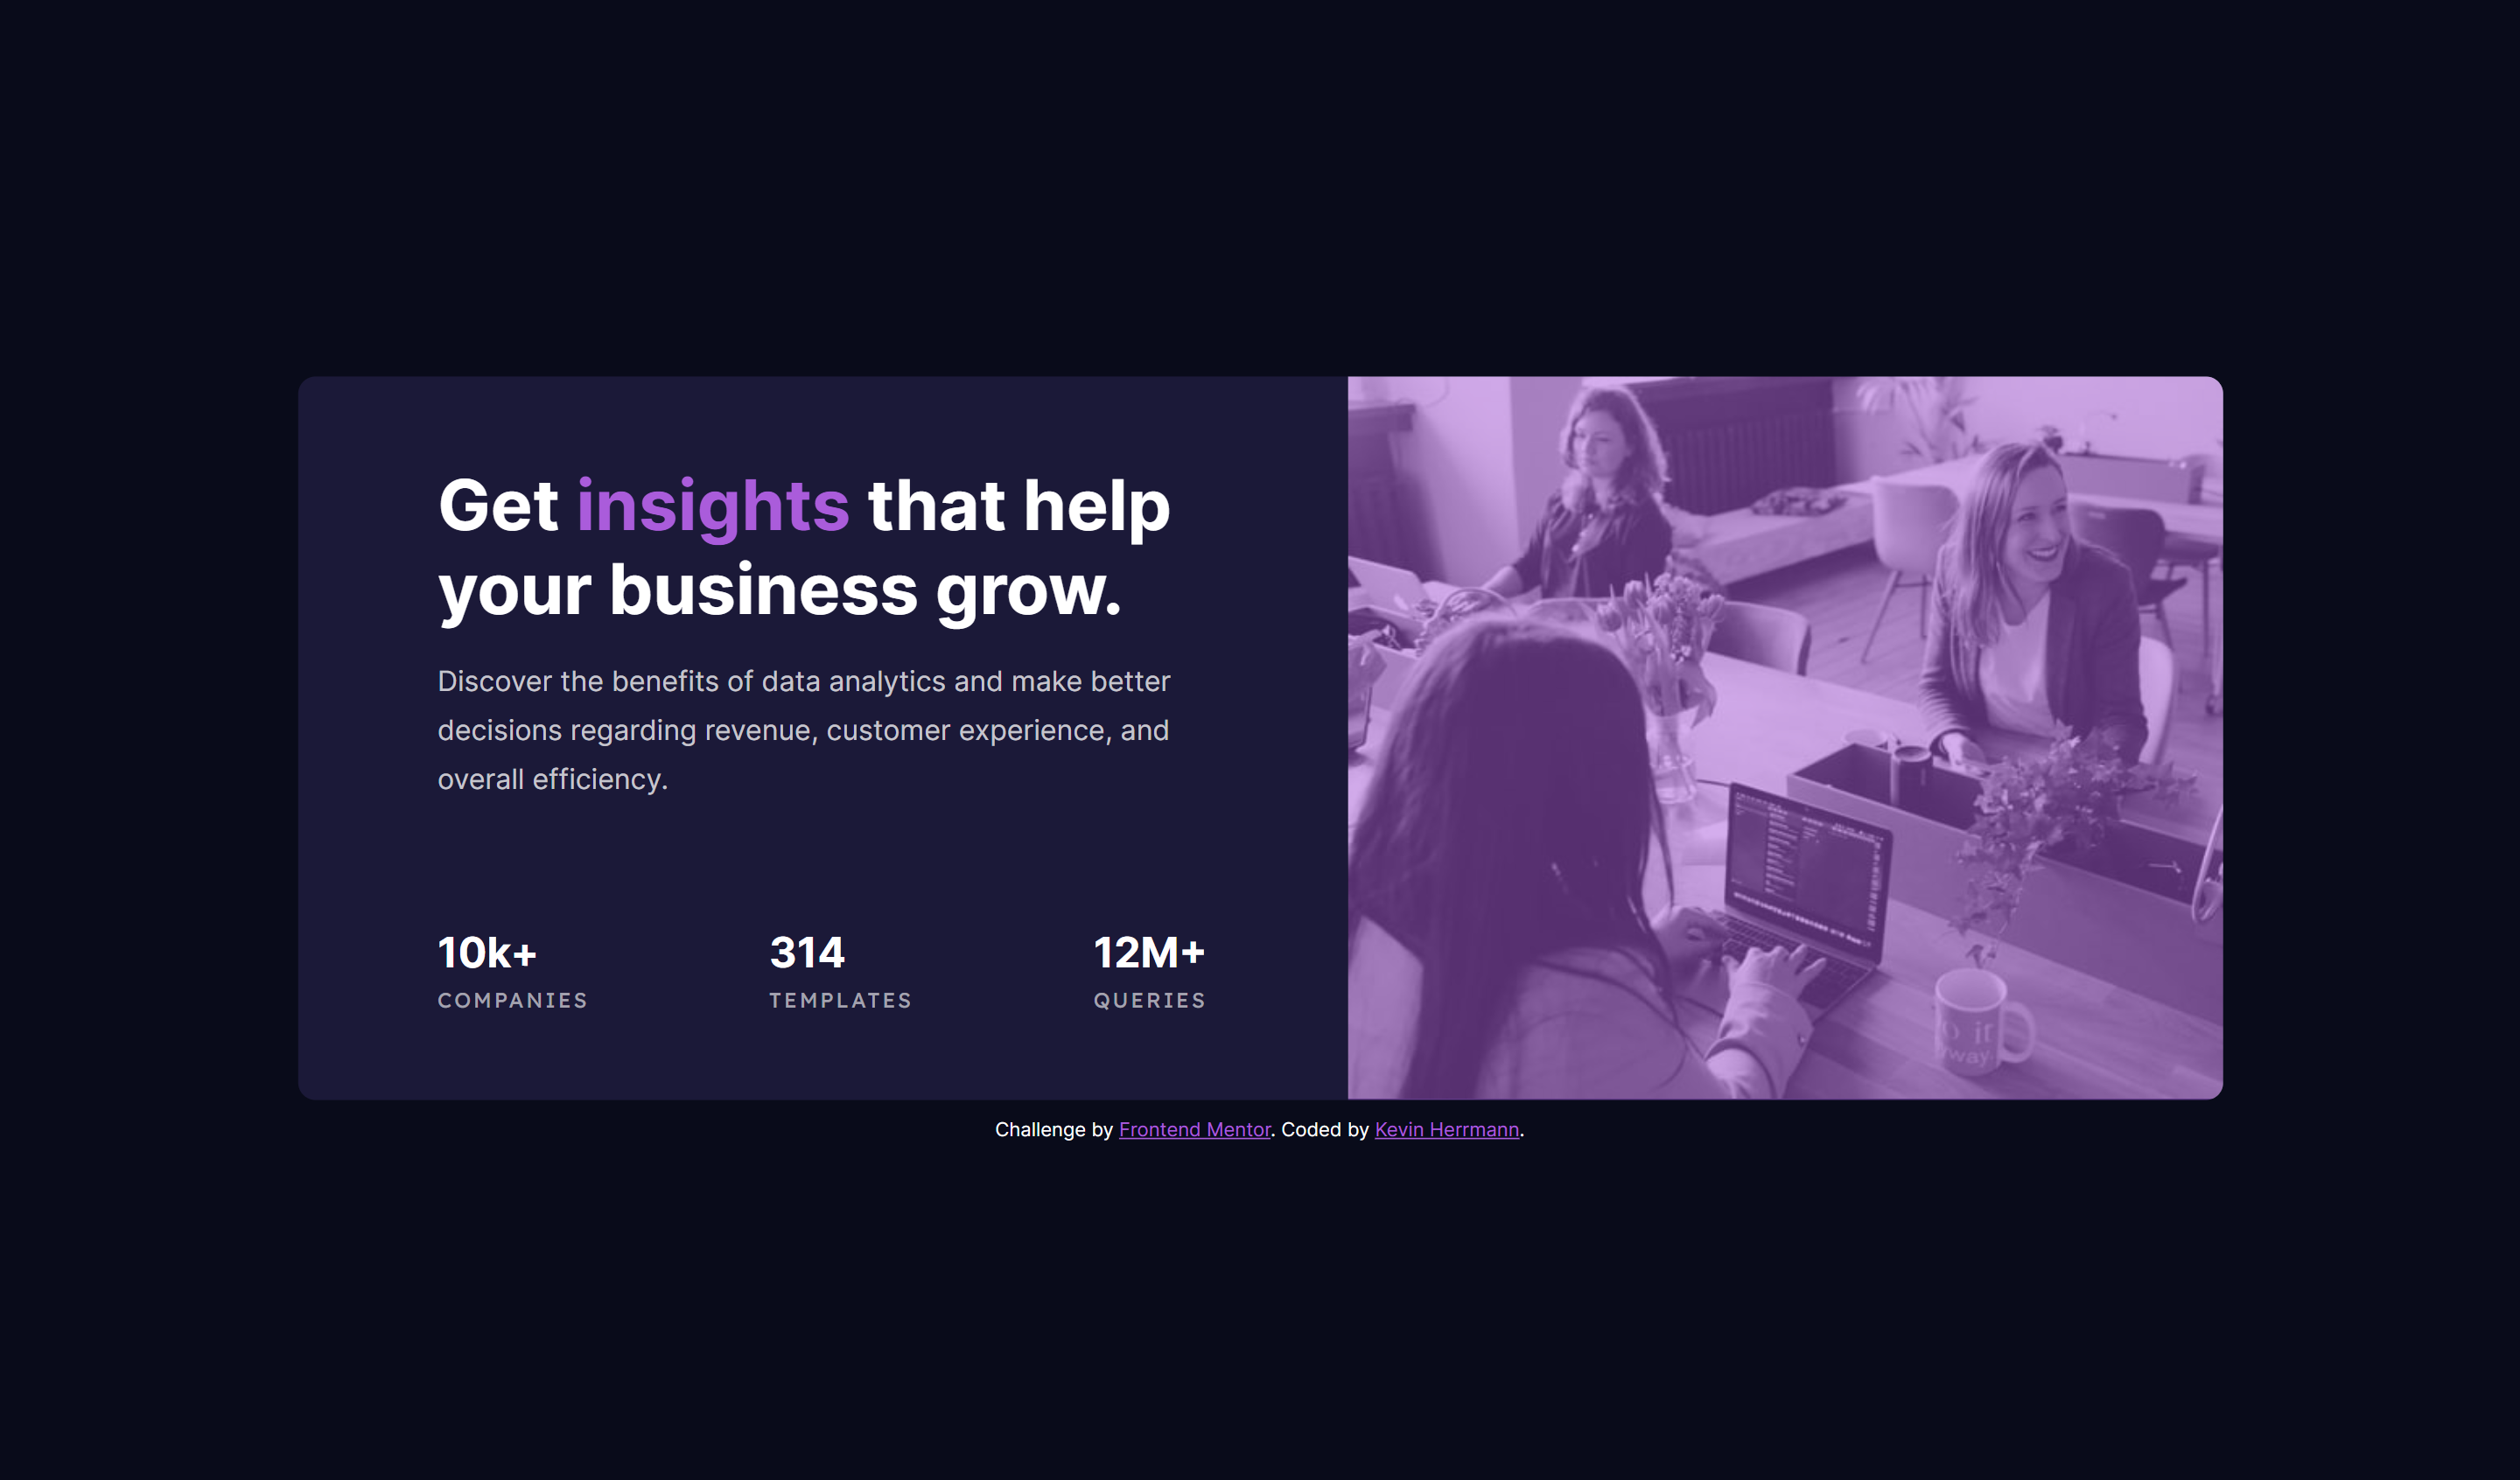 Get insights that help
your business grow.
Discover the benefits of data analytics and make better
decisions regarding revenue, customer experience, and
overall efficiency.
10k+ 314 12M+
COMPANIES TEMPLATES QUERIES
Challenge by Frontend Mentor. Coded by Kevin Herrmann.